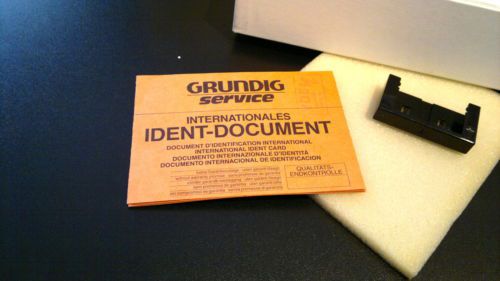 GRUNDIG
service
INTERNATIONALES
IDENT-DOCUMENT
DOCUMENT D'IDENTIFICATION INTERNATIONAL
INTERNATIONAL IDENT CARD
DOCUMENTO INTERNAZIONALE D'IDENTITÀ
DOCUMENTO INTERNACIONAL DE IDENTIFICACION
QUALITÄTS-
ENDKONTROLLE